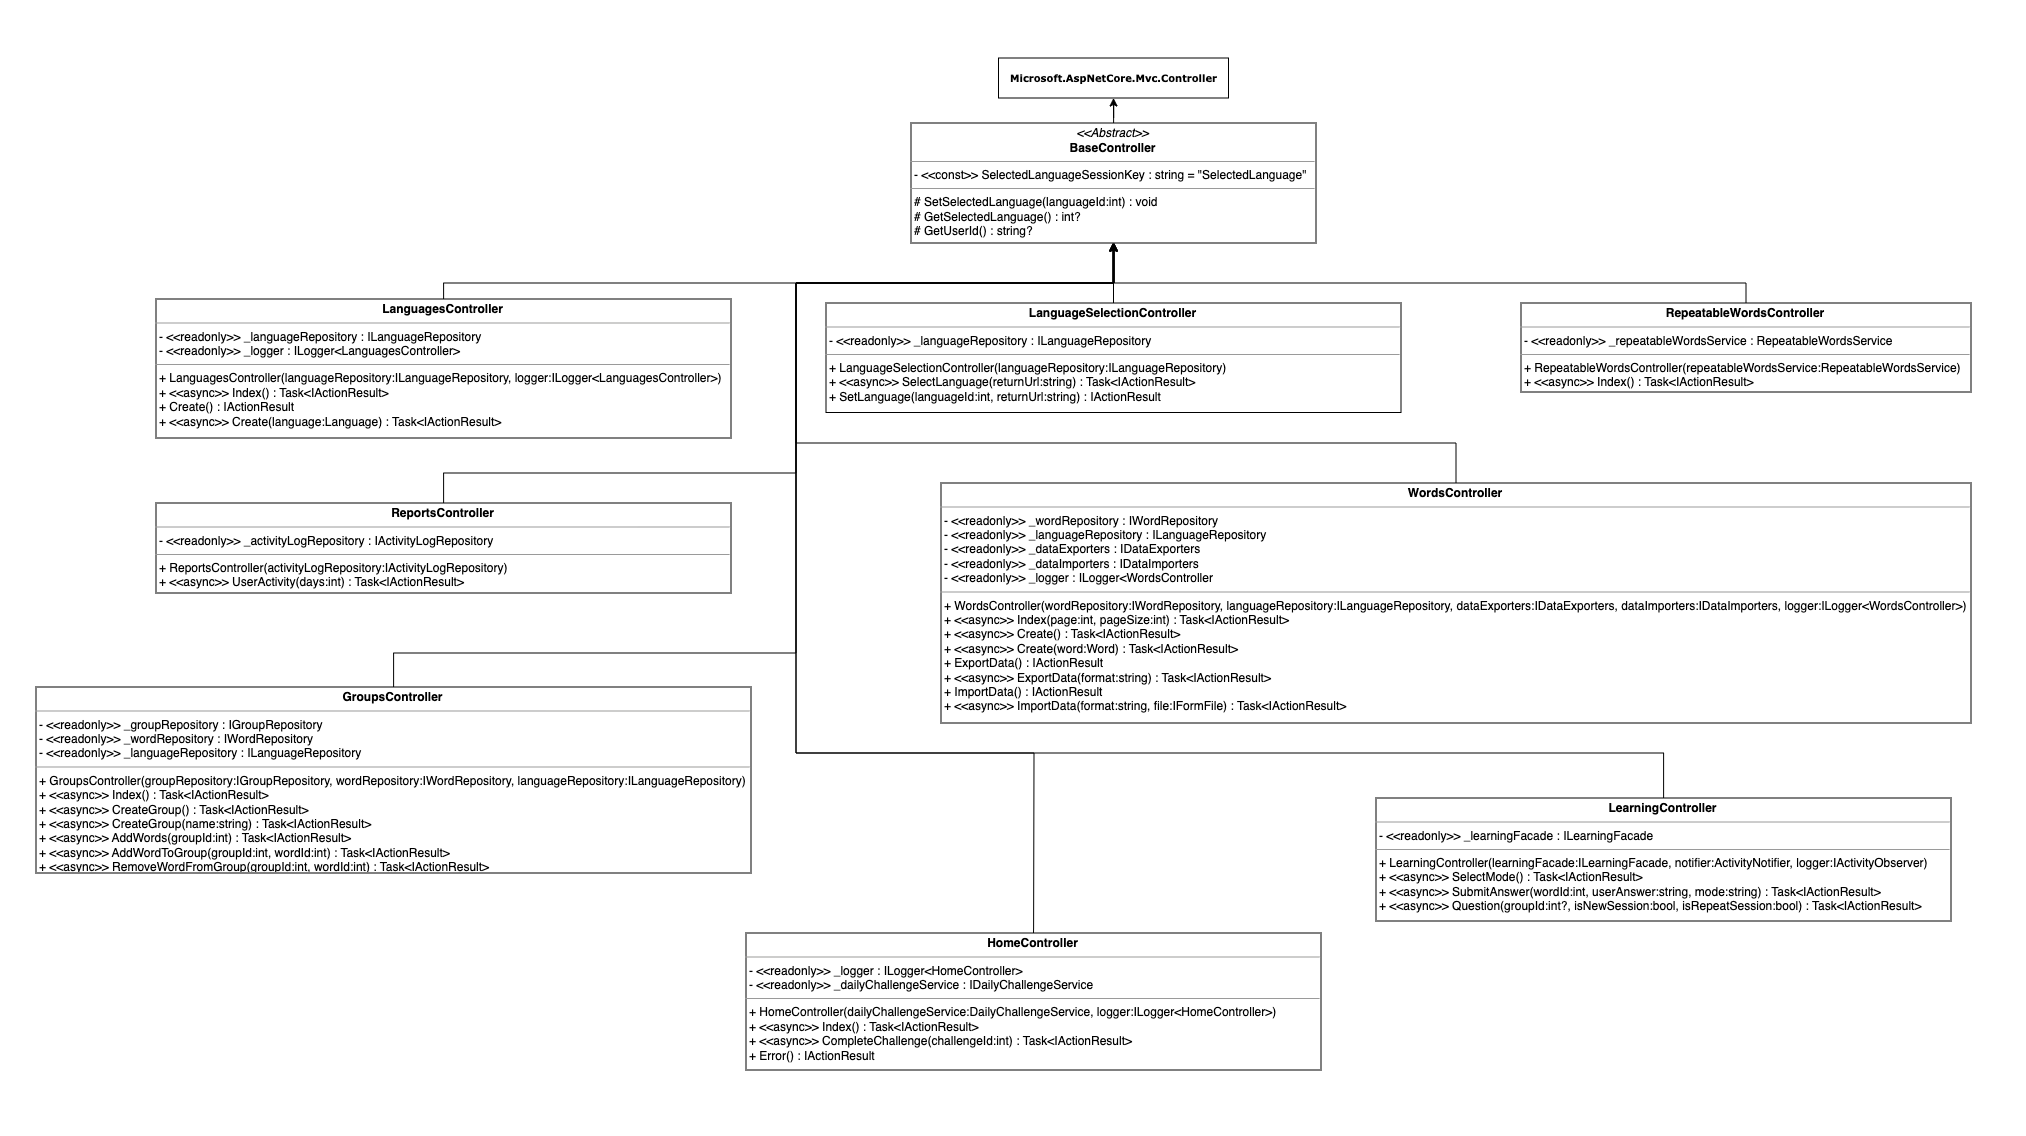 Microsoft.AspNetCore.Mvc.Controller
<<Abstract>>
BaseController
- <<const>> SelectedLanguageSessionKey : string = "SelectedLanguage"
# SetSelectedLanguage(languageId:int) : void
# GetSelectedLanguage() : int?
# GetUserId() : string?
LanguagesController
- <<readonly>> _languageRepository : ILanguageRepository
- <<readonly>> _logger : ILogger<LanguagesController>
+ LanguagesController(languageRepository:ILanguageRepository, logger:ILogger<LanguagesController>)
+ <<async>> Index() : Task<IActionResult>
+ Create() : IActionResult
+ <<async>> Create(language:Language) : Task<IActionResult>
LanguageSelectionController
- <<readonly>> _languageRepository : ILanguageRepository
+ LanguageSelectionController(languageRepository:ILanguageRepository)
+ <<async>> SelectLanguage(returnUrl:string) : Task<IActionResult>
+ SetLanguage(languageId:int, returnUrl:string) : IActionResult
RepeatableWordsController
- <<readonly>> _repeatableWordsService : RepeatableWordsService
+ RepeatableWordsController(repeatableWordsService:RepeatableWordsService)
+ <<async>> Index() : Task<IActionResult>
ReportsController
- <<readonly>> _activityLogRepository : IActivityLogRepository
+ ReportsController(activityLogRepository:IActivityLogRepository)
+ <<async>> UserActivity(days:int) : Task<IActionResult>
WordsController
- <<readonly>> _wordRepository : IWordRepository
- <<readonly>> _languageRepository : ILanguageRepository
- <<readonly>> _dataExporters : IDataExporters
- <<readonly>> _dataImporters : IDataImporters
- <<readonly>> _logger : ILogger<WordsController
+ WordsController(wordRepository:IWordRepository, languageRepository:ILanguageRepository, dataExporters:IDataExporters, dataImporters:IDataImporters, logger:ILogger<WordsController>)
+ <<async>> Index(page:int, pageSize:int) : Task<IActionResult>
+ <<async>> Create() : Task<IActionResult>
+ <<async>> Create(word:Word) : Task<IActionResult>
+ ExportData() : IActionResult
+ <<async>> ExportData(format:string) : Task<IActionResult>
+ ImportData() : IActionResult
+ <<async>> ImportData(format:string, file:IFormFile) : Task<IActionResult>
GroupsController
- <<readonly>> _groupRepository : IGroupRepository
- <<readonly>> _wordRepository : IWordRepository
- <<readonly>> _languageRepository : ILanguageRepository
+ GroupsController(groupRepository:IGroupRepository, wordRepository:IWordRepository, languageRepository:ILanguageRepository)
+ <<async>> Index() : Task<IActionResult>
+ <<async>> CreateGroup() : Task<IActionResult>
+ <<async>> CreateGroup(name:string) : Task<IActionResult>
+ <<async>> AddWords(groupId:int) : Task<IActionResult>
+ <<async>> AddWordToGroup(groupId:int, wordId:int) : Task<IActionResult>
+ <<async>> RemoveWordFromGroup(groupId:int, wordId:int) : Task<IActionResult>
LearningController
- <<readonly>> _learningFacade : ILearningFacade
+ LearningController(learningFacade:ILearningFacade, notifier:ActivityNotifier, logger:IActivityObserver)
+ <<async>> SelectMode() : Task<IActionResult>
+ <<async>> SubmitAnswer(wordId:int, userAnswer:string, mode:string) : Task<IActionResult>
+ <<async>> Question(groupId:int?, isNewSession:bool, isRepeatSession:bool) : Task<IActionResult>
HomeController
- <<readonly>> _logger : ILogger<HomeController>
- <<readonly>> _dailyChallengeService : IDailyChallengeService
+ HomeController(dailyChallengeService:DailyChallengeService, logger:ILogger<HomeController>)
+ <<async>> Index() : Task<IActionResult>
+ <<async>> CompleteChallenge(challengeId:int) : Task<IActionResult>
+ Error() : IActionResult